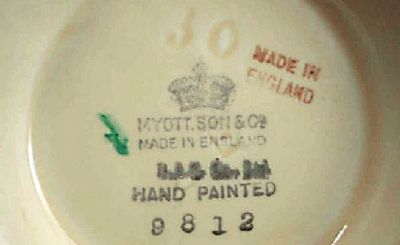 30
MADE IN
ENGLAND
MYOTT, SON & Co
MADE IN ENGLAND
HAND PAINTED
9812